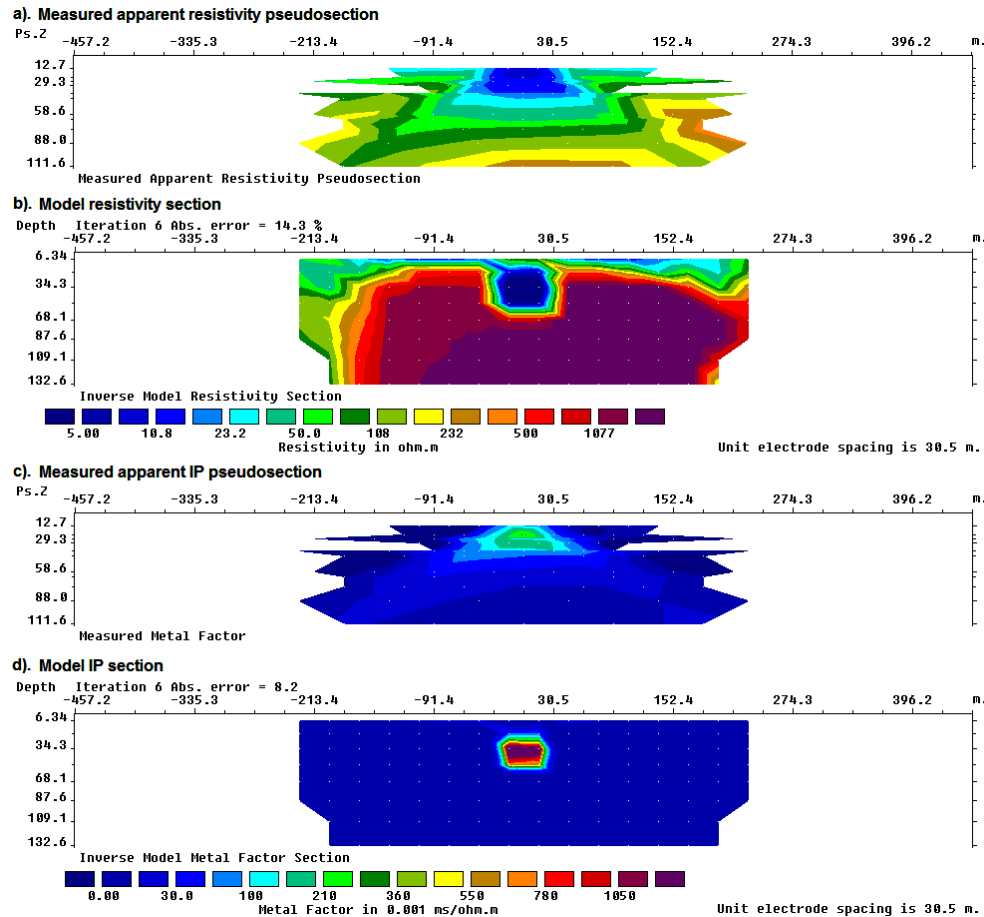 a). Measured apparent resistivity pseudosection
Ps.Z
-457.2 -335.3 -213.4 -91.4 30.5 152.4 274.3 396.2 m.
12.7
29.3
58.6
88.0
111.6
Measured Apparent Resistivity Pseudosection
b). Model resistivity section
Depth Iteration 6 Abs. error = 14.3 %
-457.2 -335.3 -213.4 -91.4 30.5 152.4 274.3 396.2 m.
6.34
34.3
68.1
87.6
109.1
132.6
Inverse Model Resistivity Section
5.00 10.8 23.2 50.0 108 232 500 1077
Resistivity in ohm.m Unit electrode spacing is 30.5 m.
c). Measured apparent IP pseudosection
Ps.Z
-457.2 -335.3 -213.4 -91.4 30.5 152.4 274.3 396.2 m.
12.7
29.3
58.6
88.0
111.6
Measured Metal Factor
d). Model IP section
Depth Iteration 6 Abs. error = 8.2
-457.2 -335.3 -213.4 -91.4 30.5 152.4 274.3 396.2 m.
6.34
34.3
68.1
87.6
109.1
132.6
Inverse Model Metal Factor Section
0.00 30.0 100 210 360 550 780 1050
Metal Factor in 0.001 ms/ohm.m Unit electrode spacing is 30.5 m.